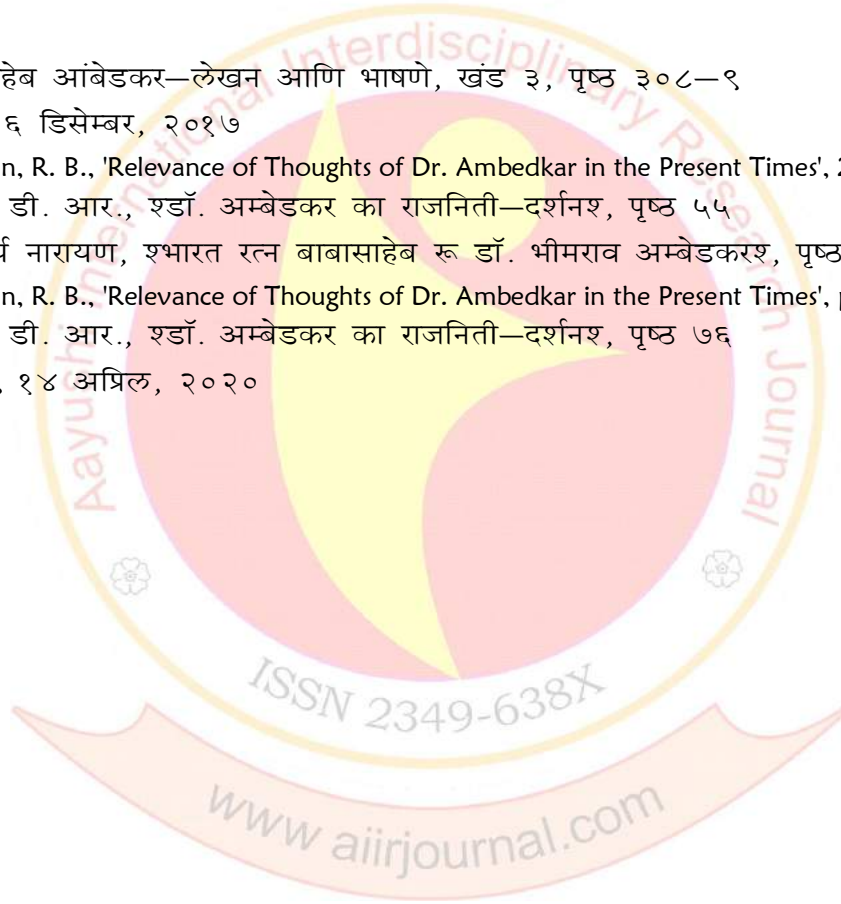 हेब आंबेडकर—लेखन आणि भाषणे, खंड ३, पृष्ठ ३०८—९
६ डिसेम्बर, २०१७
n, R. B., 'Relevance of Thoughts of Dr. Ambedkar in the Present Times', 2
डी. आर., श्डॉ. अम्बेडकर का राजनिती—दर्शनश, पृष्ठ ५५
र्य नारायण, श्भारत रत्न बाबासाहेब रू डॉ. भीमराव अम्बेडकरश, पृष्ठ
n, R. B., 'Relevance of Thoughts of Dr. Ambedkar in the Present Times', p
डी. आर., श्डॉ. अम्बेडकर का राजनिती—दर्शनश, पृष्ठ ७६
, १४ अप्रिल, २०२०
Aayushi International Interdisciplinary Research Journal
ISSN 2349-638X
www aiirjournal.com